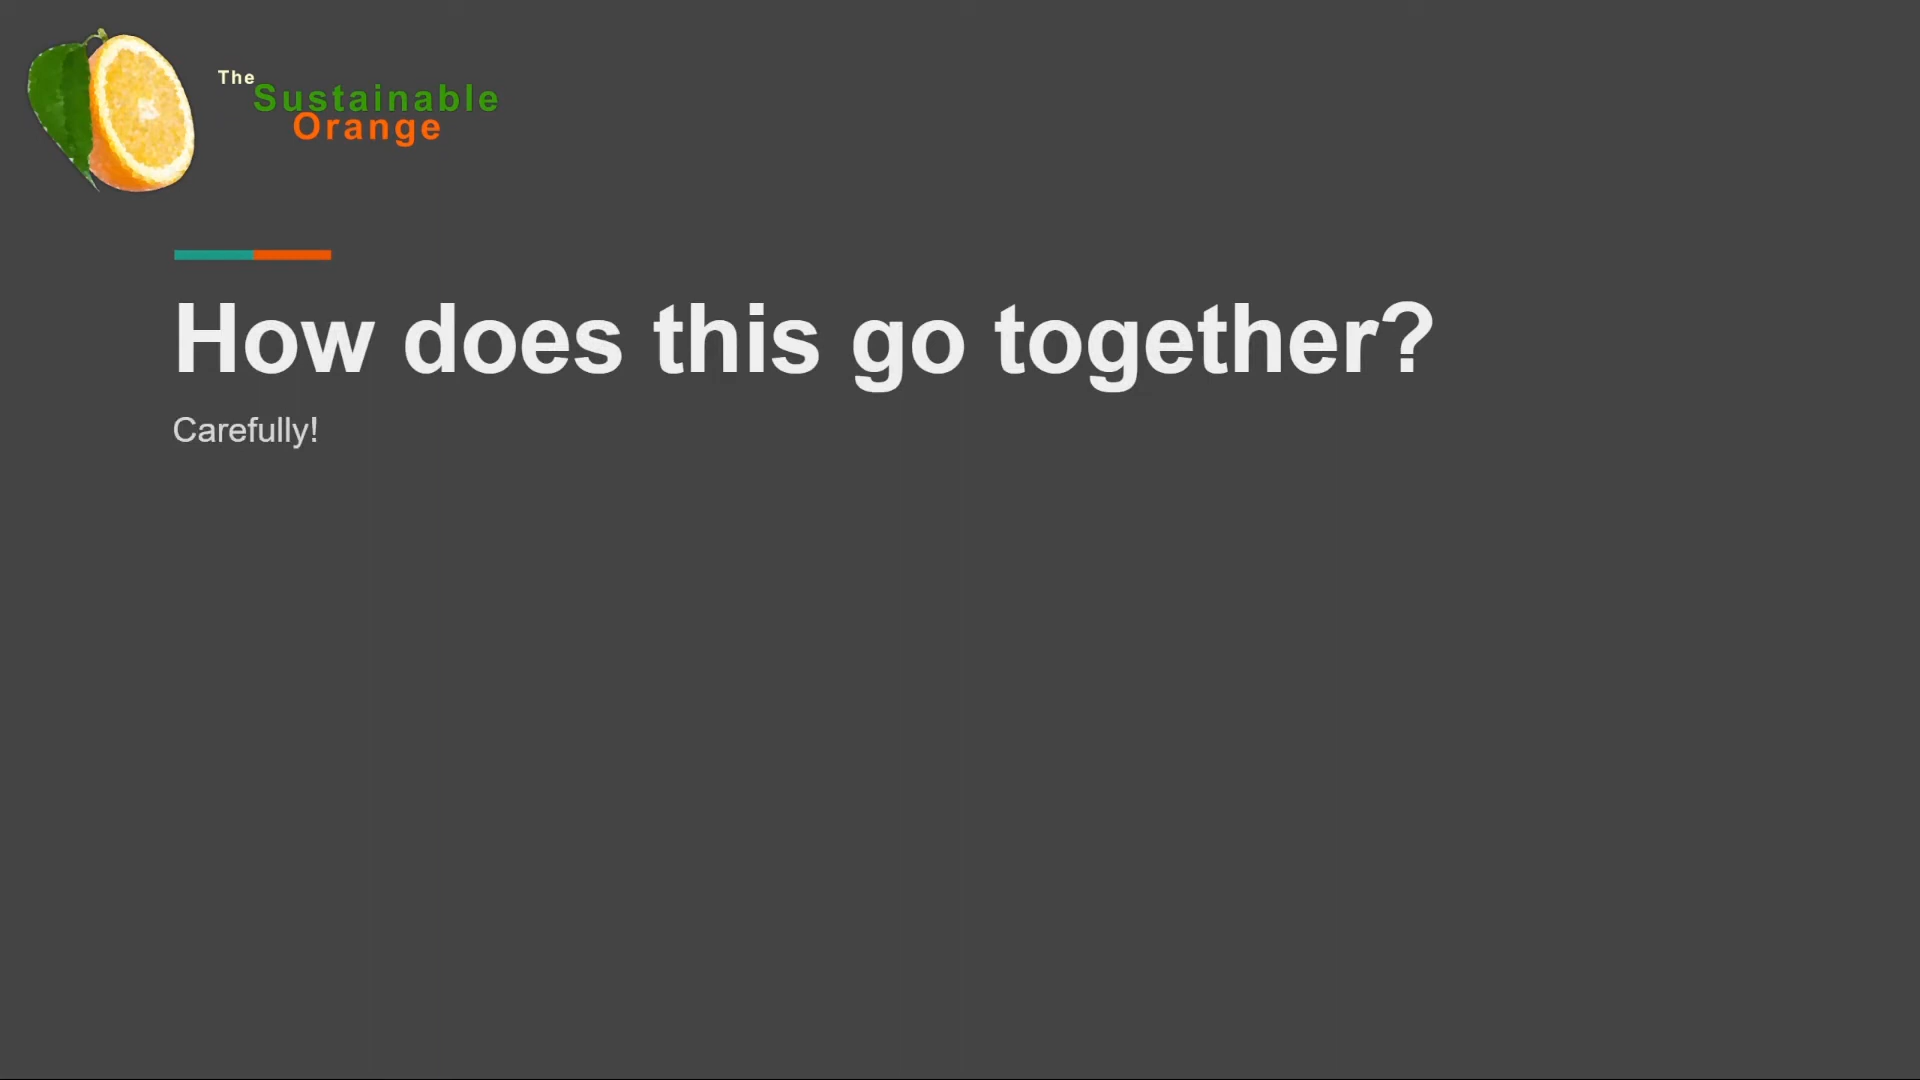 The
Sustainable
Orange
How does this go together?
Carefully!